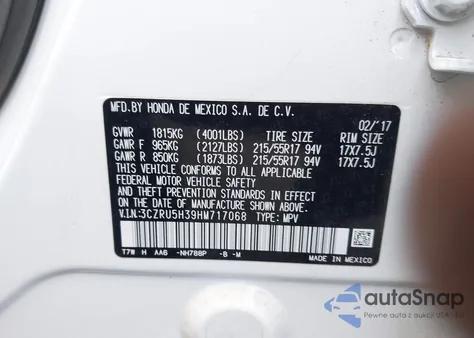 MFD.BY HONDA DE MEXICO S.A. DE C.V.
02/'17
GVWR 1815KG (4001LBS) TIRE SIZE RIM SIZE
GAWR F 965KG (2127LBS) 215/55R17 94V 17X7.5J
GAWR R 850KG (1873LBS) 215/55R17 94V 17X7.5J
THIS VEHICLE CONFORMS TO ALL APPLICABLE
FEDERAL MOTOR VEHICLE SAFETY, BUMPER, AND
THEFT PREVENTION STANDARDS IN EFFECT ON
THE DATE OF MANUFACTURE SHOWN ABOVE.
V.I.N:3CZRU5H39HM717068 TYPE: MPV
T7W H AA6 -NH788P -B -M MADE IN MEXICO
autoSnap
Pewne auta z aukcji w USA